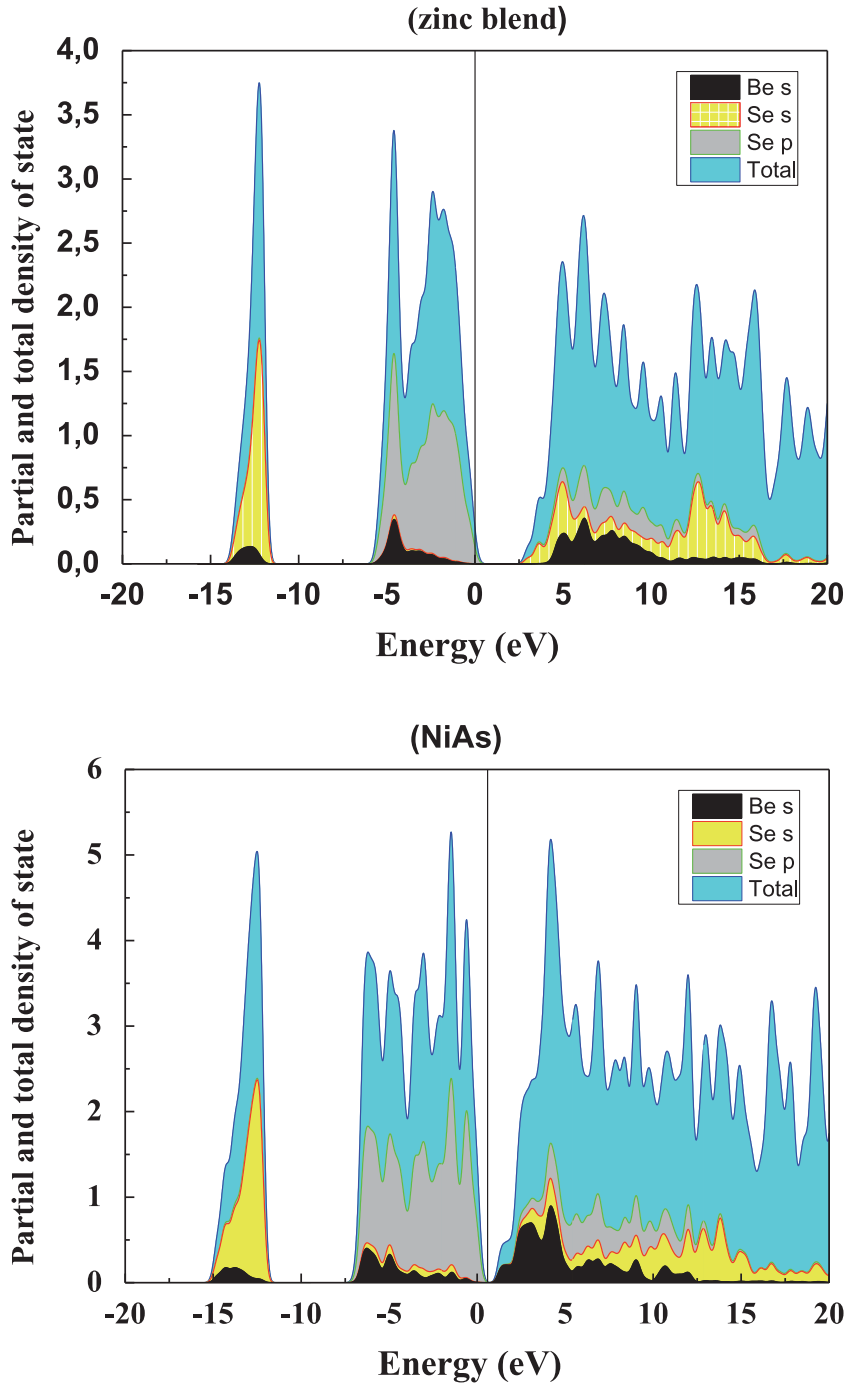 (zinc blend)
4,0
3,5
3,0
2,5
2,0
1,5
1,0
0,5
0,0
Partial and total density of state
Be s
Se s
Se p
Total
-20 -15 -10 -5 0 5 10 15 20
Energy (eV)
(NiAs)
6
5
4
3
2
1
0
Partial and total density of state
Be s
Se s
Se p
Total
-20 -15 -10 -5 0 5 10 15 20
Energy (eV)